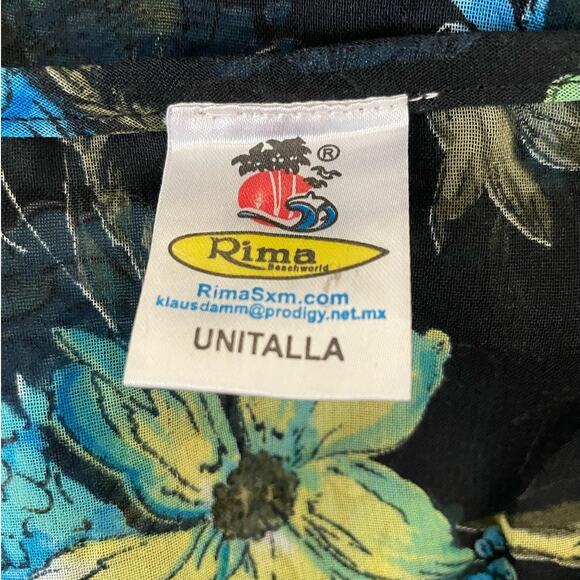 ®
Rima
Beachworld
RimaSxm.com
klausdamm@prodigy.net.mx
UNITALLA